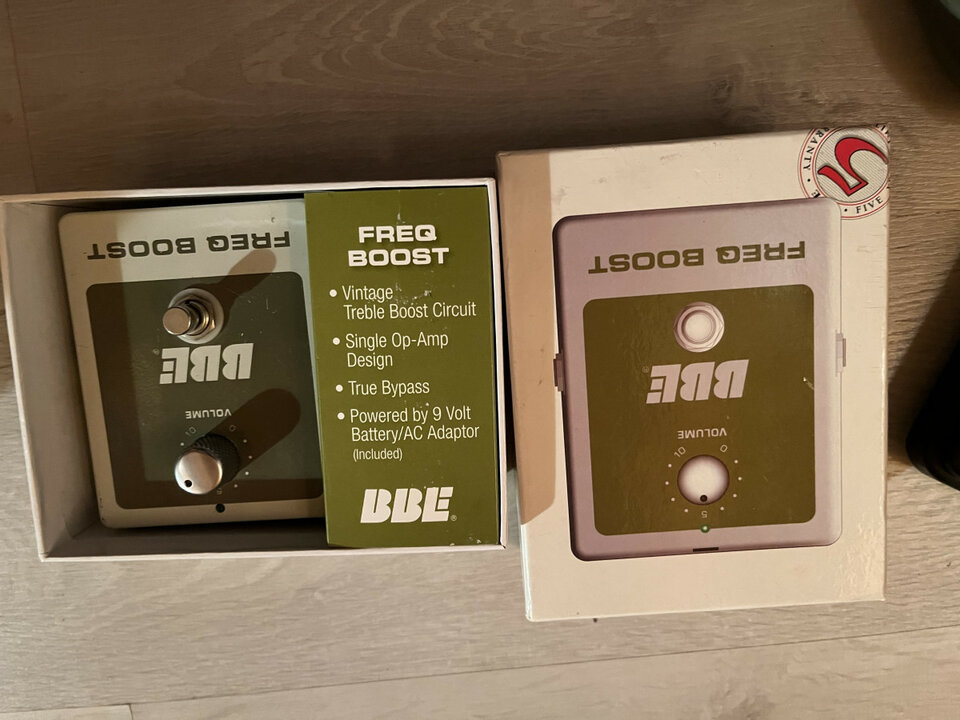 FREQ BOOST
BBE
VOLUME
10
FREQ
BOOST
• Vintage
Treble Boost Circuit
• Single Op-Amp
Design
• True Bypass
• Powered by 9 Volt
Battery/AC Adaptor
(Included)
BBE®
5
FIVE
FREQ BOOST
BBE®
VOLUME
10 0
5